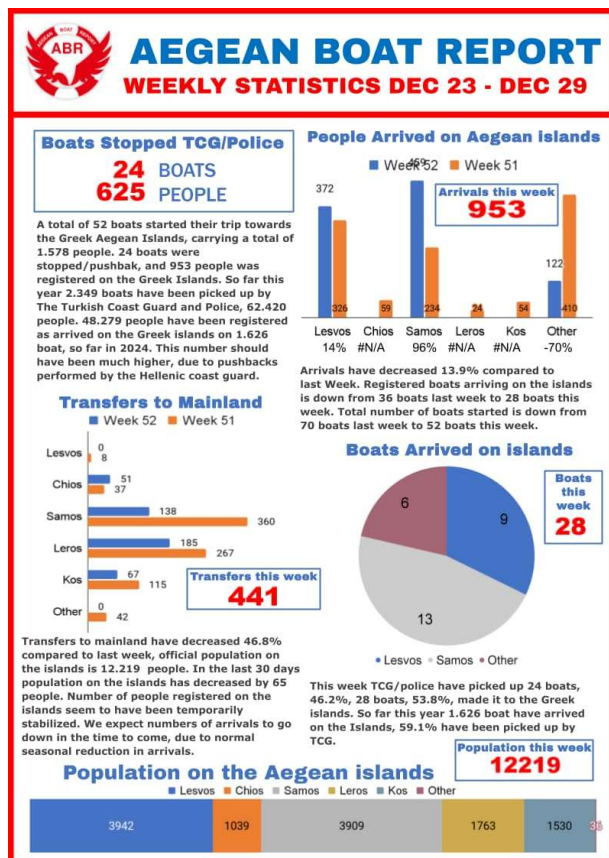 AEGEAN BOAT REPORT
ABR
AEGEAN BOAT REPORT
WEEKLY STATISTICS DEC 23 - DEC 29
Boats Stopped TCG/Police
24 BOATS
625 PEOPLE
A total of 52 boats started their trip towards
the Greek Aegean Islands, carrying a total of
1.578 people. 24 boats were
stopped/pushbak, and 953 people was
registered on the Greek Islands. So far this
year 2.349 boats have been picked up by
The Turkish Coast Guard and Police, 62.420
people. 48.279 people have been registered
as arrived on the Greek islands on 1.626
boat, so far in 2024. This number should
have been much higher, due to pushbacks
performed by the Hellenic coast guard.
People Arrived on Aegean islands
Week 52 Week 51
Arrivals this week
953
372 326
59
459 234
24
54
122 410
Lesvos Chios Samos Leros Kos Other
14% #N/A 96% #N/A #N/A -70%
Arrivals have decreased 13.9% compared to
last Week. Registered boats arriving on the islands
is down from 36 boats last week to 28 boats this
week. Total number of boats started is down from
70 boats last week to 52 boats this week.
Transfers to Mainland
Week 52 Week 51
Lesvos 0
8
Chios 51
37
Samos 138
360
Leros 185
267
Kos 67
115
Other 0
42
Transfers this week
441
Transfers to mainland have decreased 46.8%
compared to last week, official population on
the islands is 12.219 people. In the last 30 days
population on the islands has decreased by 65
people. Number of people registered on the
islands seem to have been temporarily
stabilized. We expect numbers of arrivals to go
down in the time to come, due to normal
seasonal reduction in arrivals.
Boats Arrived on islands
Boats
this
week
28
6
9
13
Lesvos Samos Other
This week TCG/police have picked up 24 boats,
46.2%, 28 boats, 53.8%, made it to the Greek
islands. So far this year 1.626 boat have arrived
on the Islands, 59.1% have been picked up by
TCG.
Population this week
12219
Population on the Aegean islands
Lesvos Chios Samos Leros Kos Other
3942 1039 3909 1763 1530 36